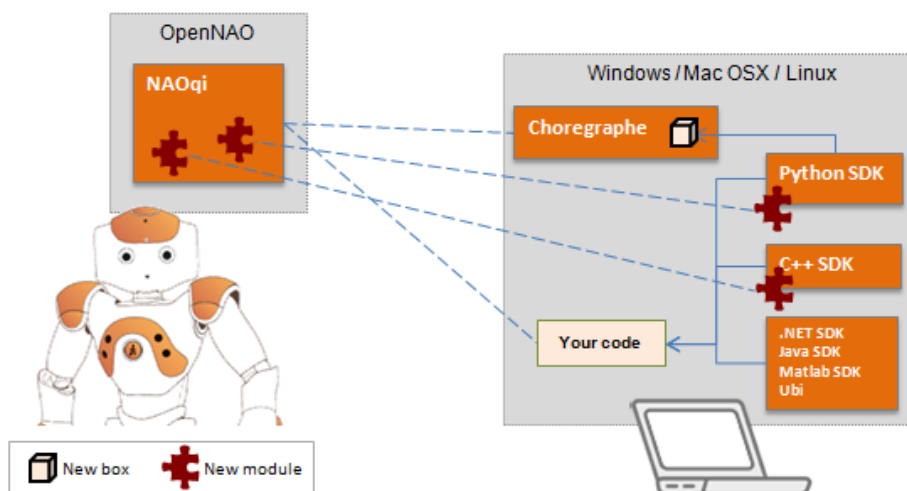 OpenNAO
NAOqi
Windows / Mac OSX / Linux
Choregraphe
Python SDK
C++ SDK
Your code
.NET SDK
Java SDK
Matlab SDK
Ubi
New box
New module